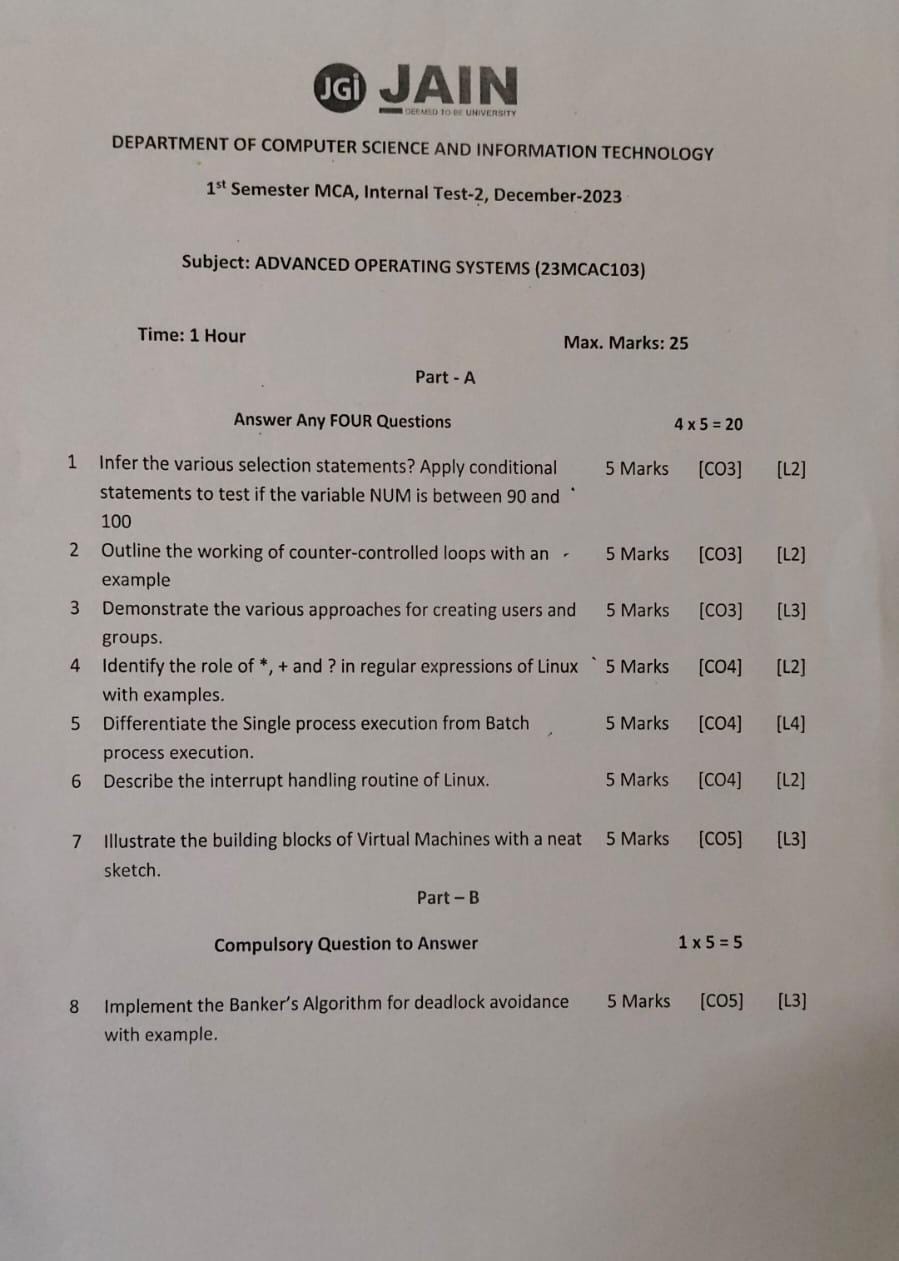 JGi JAIN
DEEMED TO BE UNIVERSITY
DEPARTMENT OF COMPUTER SCIENCE AND INFORMATION TECHNOLOGY
1st Semester MCA, Internal Test-2, December-2023
Subject: ADVANCED OPERATING SYSTEMS (23MCAC103)
Time: 1 Hour Max. Marks: 25
Part - A
Answer Any FOUR Questions 4 x 5 = 20
1 Infer the various selection statements? Apply conditional 5 Marks [CO3] [L2]
statements to test if the variable NUM is between 90 and
100
2 Outline the working of counter-controlled loops with an 5 Marks [CO3] [L2]
example
3 Demonstrate the various approaches for creating users and 5 Marks [CO3] [L3]
groups.
4 Identify the role of *, + and ? in regular expressions of Linux 5 Marks [CO4] [L2]
with examples.
5 Differentiate the Single process execution from Batch 5 Marks [CO4] [L4]
process execution.
6 Describe the interrupt handling routine of Linux. 5 Marks [CO4] [L2]
7 Illustrate the building blocks of Virtual Machines with a neat 5 Marks [CO5] [L3]
sketch.
Part – B
Compulsory Question to Answer 1 x 5 = 5
8 Implement the Banker’s Algorithm for deadlock avoidance 5 Marks [CO5] [L3]
with example.